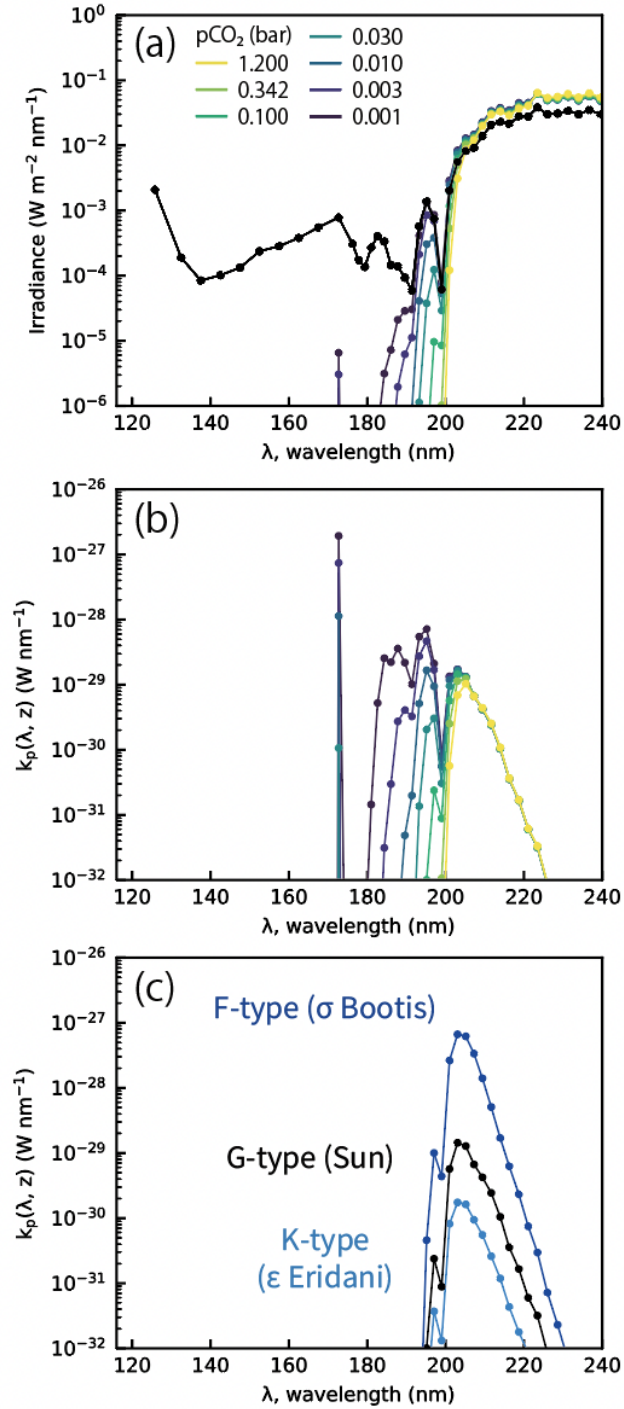 (a)
pCO₂ (bar)
1.200
0.342
0.100
0.030
0.010
0.003
0.001
Irradiance (W m⁻² nm⁻¹)
10⁰
10⁻¹
10⁻²
10⁻³
10⁻⁴
10⁻⁵
10⁻⁶
120 140 160 180 200 220 240
λ, wavelength (nm)
(b)
kₚ(λ, z) (W nm⁻¹)
10⁻²⁶
10⁻²⁷
10⁻²⁸
10⁻²⁹
10⁻³⁰
10⁻³¹
10⁻³²
120 140 160 180 200 220 240
λ, wavelength (nm)
(c)
F-type (σ Bootis)
G-type (Sun)
K-type
(ε Eridani)
kₚ(λ, z) (W nm⁻¹)
10⁻²⁶
10⁻²⁷
10⁻²⁸
10⁻²⁹
10⁻³⁰
10⁻³¹
10⁻³²
120 140 160 180 200 220 240
λ, wavelength (nm)